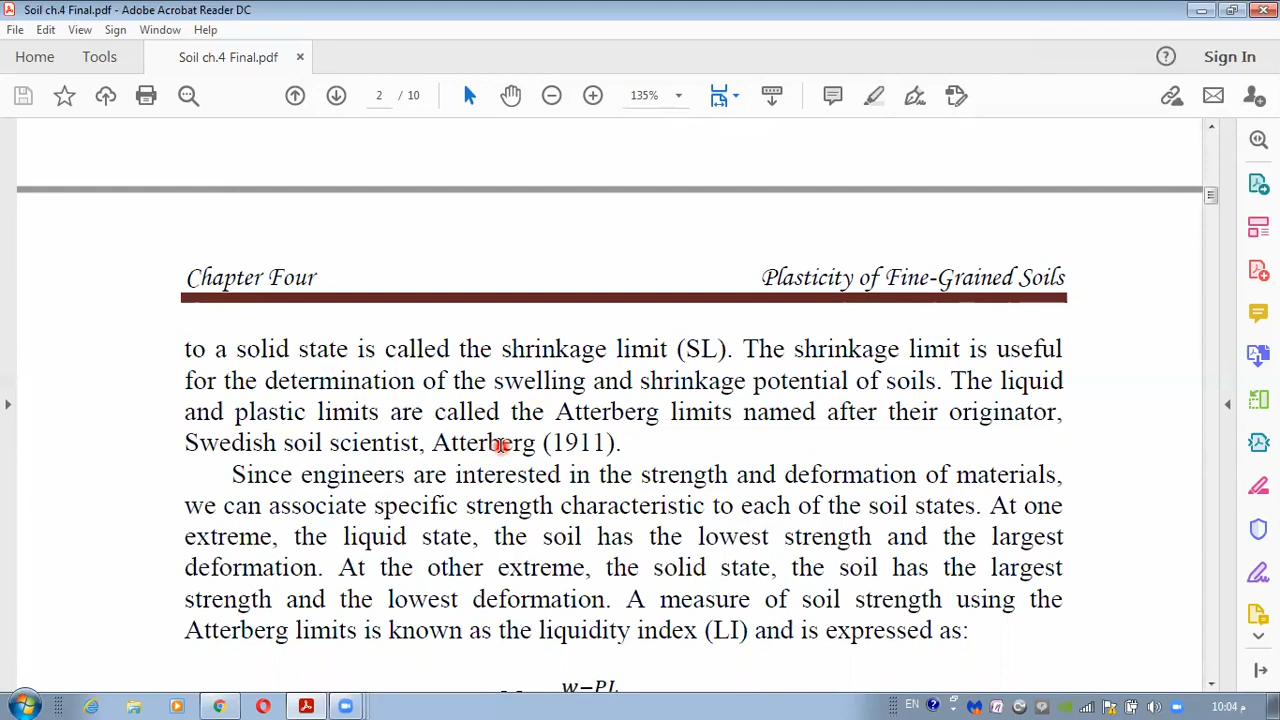 Soil ch.4 Final.pdf - Adobe Acrobat Reader DC
File Edit View Sign Window Help
Home Tools Soil ch.4 Final.pdf × Sign In
2 / 10 135%
Chapter Four Plasticity of Fine-Grained Soils
to a solid state is called the shrinkage limit (SL). The shrinkage limit is useful
for the determination of the swelling and shrinkage potential of soils. The liquid
and plastic limits are called the Atterberg limits named after their originator,
Swedish soil scientist, Atterberg (1911).
Since engineers are interested in the strength and deformation of materials,
we can associate specific strength characteristic to each of the soil states. At one
extreme, the liquid state, the soil has the lowest strength and the largest
deformation. At the other extreme, the solid state, the soil has the largest
strength and the lowest deformation. A measure of soil strength using the
Atterberg limits is known as the liquidity index (LI) and is expressed as:
w−PL
EN 10:04 م